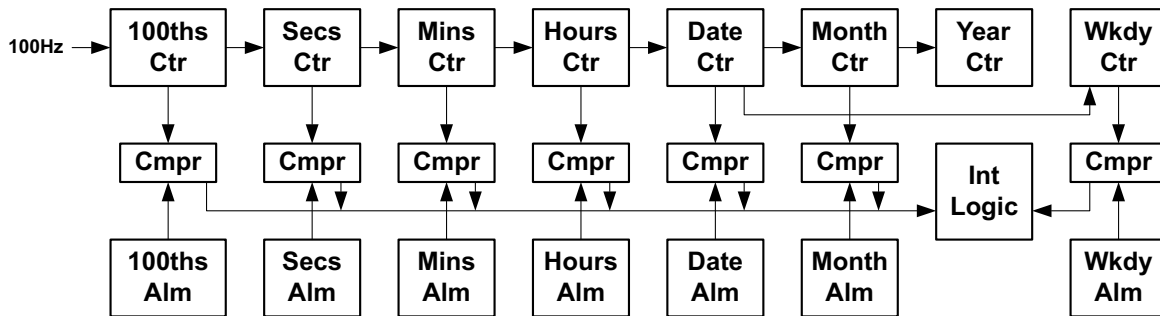 100Hz
100ths
Ctr
Secs
Ctr
Mins
Ctr
Hours
Ctr
Date
Ctr
Month
Ctr
Year
Ctr
Wkdy
Ctr
Cmpr
Cmpr
Cmpr
Cmpr
Cmpr
Cmpr
Int
Logic
Cmpr
100ths
Alm
Secs
Alm
Mins
Alm
Hours
Alm
Date
Alm
Month
Alm
Wkdy
Alm